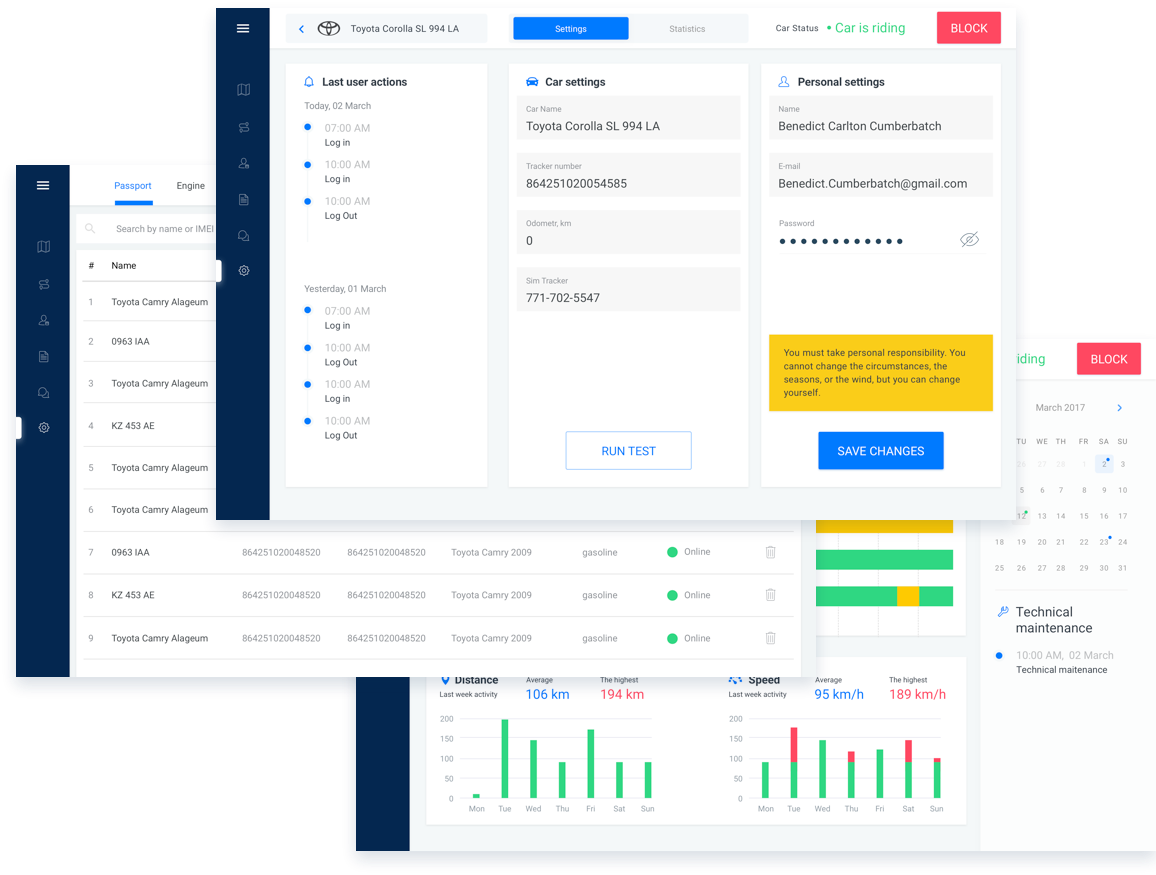 Toyota Corolla SL 994 LA
Settings
Statistics
Car Status
Car is riding
BLOCK
Last user actions
Today, 02 March
07:00 AM
Log in
10:00 AM
Log in
10:00 AM
Log Out
Yesterday, 01 March
07:00 AM
Log in
10:00 AM
Log Out
10:00 AM
Log in
10:00 AM
Log Out
Car settings
Car Name
Toyota Corolla SL 994 LA
Tracker number
864251020054585
Odometr, km
0
Sim Tracker
771-702-5547
RUN TEST
Personal settings
Name
Benedict Carlton Cumberbatch
E-mail
Benedict.Cumberbatch@gmail.com
Password
You must take personal responsibility. You
cannot change the circumstances, the
seasons, or the wind, but you can change
yourself.
SAVE CHANGES
Passport Engine
Search by name or IMEI
# Name
1 Toyota Camry Alageum
2 0963 IAA
3 Toyota Camry Alageum
4 KZ 453 AE
5 Toyota Camry Alageum
6 Toyota Camry Alageum
7 0963 IAA 864251020048520 864251020048520 Toyota Camry 2009 gasoline Online
8 KZ 453 AE 864251020048520 864251020048520 Toyota Camry 2009 gasoline Online
9 Toyota Camry Alageum 864251020048520 864251020048520 Toyota Camry 2009 gasoline Online
riding
BLOCK
March 2017
TU WE TH FR SA SU
26 27 28 1 2 3
5 6 7 8 9 10
12 13 14 15 16 17
18 19 20 21 22 23 24
25 26 27 28 29 30 31
Technical
maintenance
10:00 AM, 02 March
Technical maitenance
Distance
Last week activity
Average
106 km
The highest
194 km
200
150
100
50
0
Mon Tue Wed Thu Fri Sat Sun
Speed
Last week activity
Average
95 km/h
The highest
189 km/h
200
150
100
50
0
Mon Tue Wed Thu Fri Sat Sun